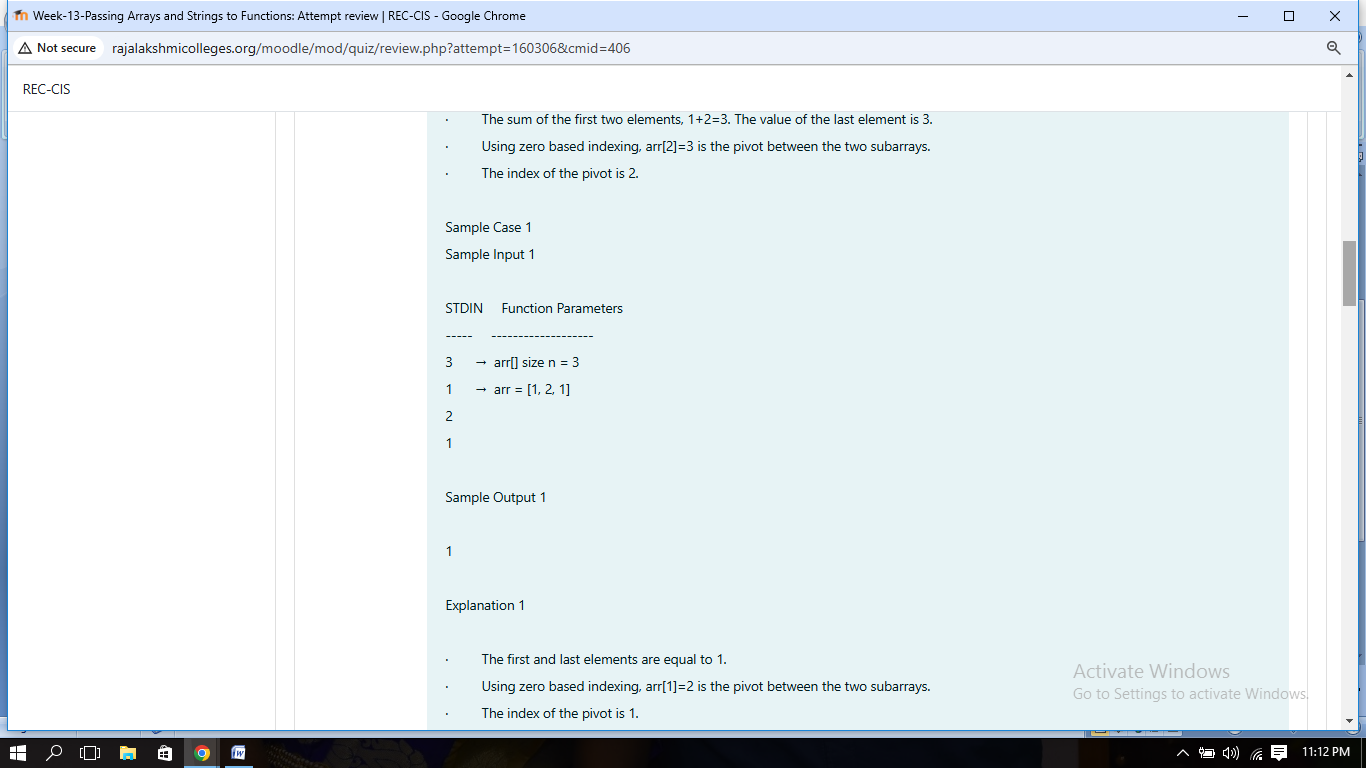 Week-13-Passing Arrays and Strings to Functions: Attempt review | REC-CIS - Google Chrome
Not secure rajalakshmicolleges.org/moodle/mod/quiz/review.php?attempt=160306&cmid=406
REC-CIS
· The sum of the first two elements, 1+2=3. The value of the last element is 3.
· Using zero based indexing, arr[2]=3 is the pivot between the two subarrays.
· The index of the pivot is 2.
Sample Case 1
Sample Input 1
STDIN Function Parameters
----- -------------------
3 → arr[] size n = 3
1 → arr = [1, 2, 1]
2
1
Sample Output 1
1
Explanation 1
· The first and last elements are equal to 1.
· Using zero based indexing, arr[1]=2 is the pivot between the two subarrays.
· The index of the pivot is 1.
Activate Windows
Go to Settings to activate Windows.
11:12 PM